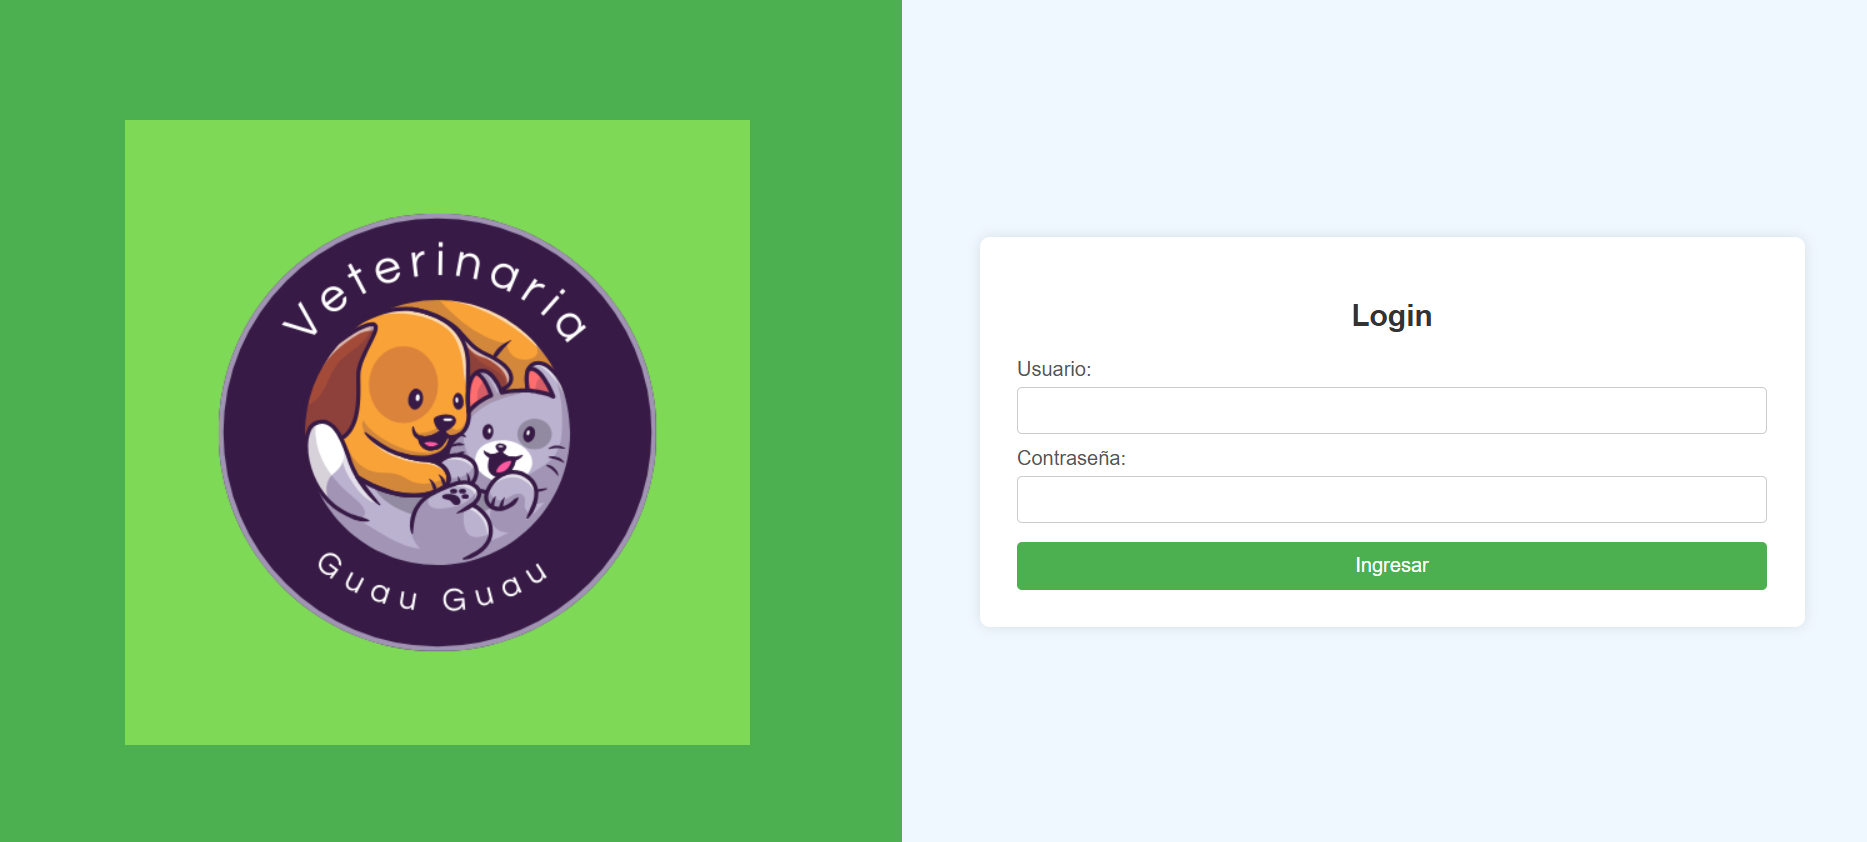 Veterinaria
Guau Guau
Login
Usuario:
Contraseña:
Ingresar